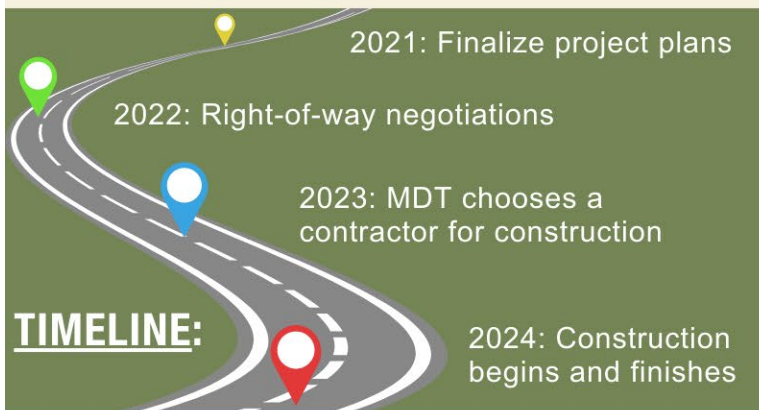 2021: Finalize project plans
2022: Right-of-way negotiations
2023: MDT chooses a
contractor for construction
TIMELINE:
2024: Construction
begins and finishes